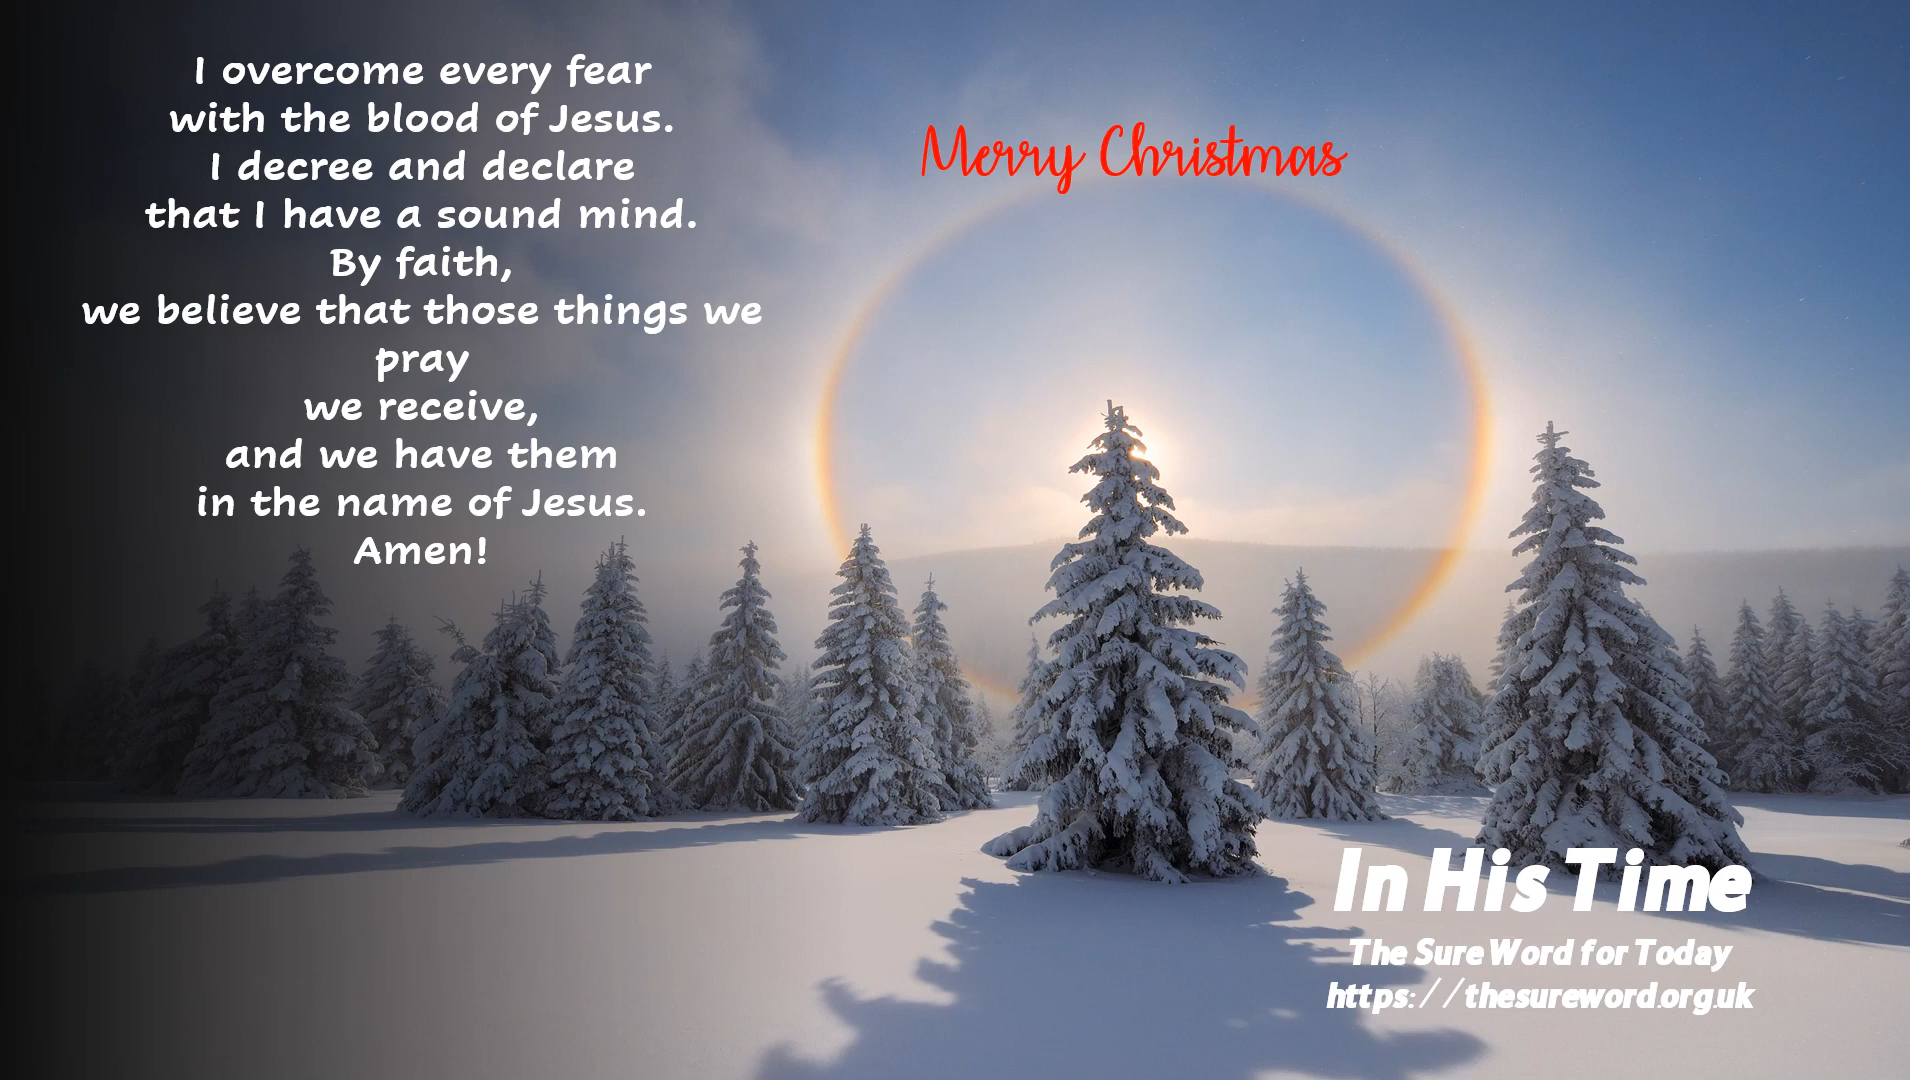 I overcome every fear
with the blood of Jesus.
I decree and declare
that I have a sound mind.
By faith,
we believe that those things we
pray
we receive,
and we have them
in the name of Jesus.
Amen!
Merry Christmas
In His Time
The Sure Word for Today
https://thesureword.org.uk